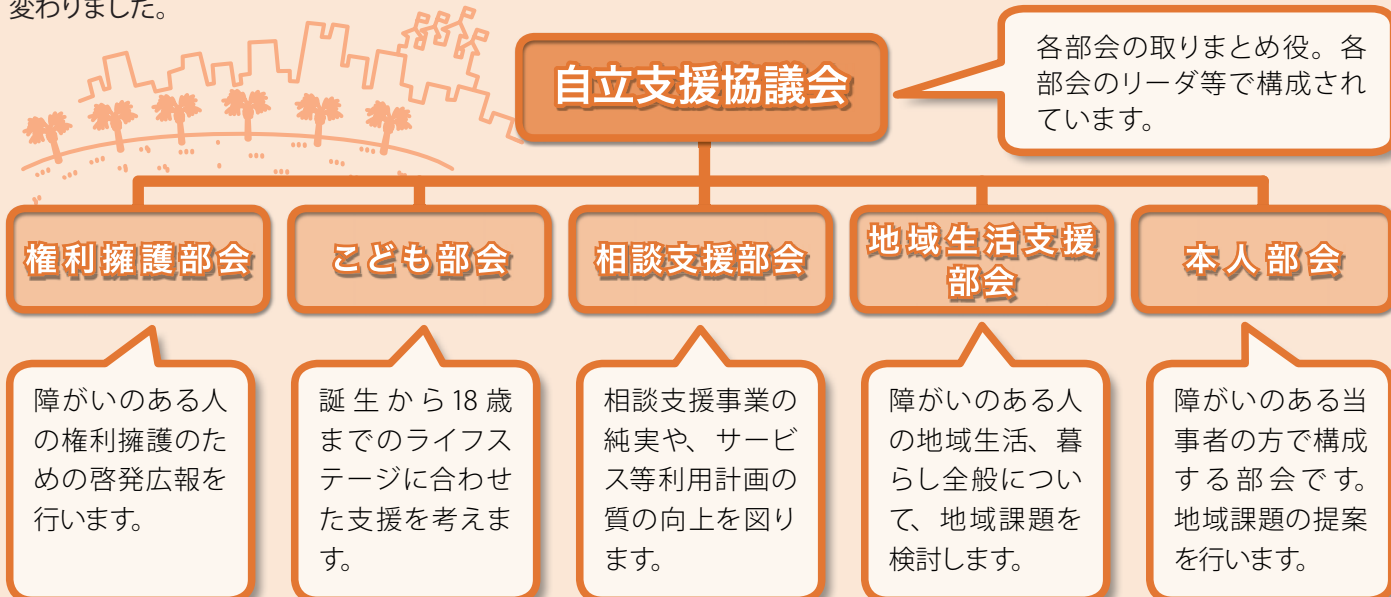 変わりました。
自立支援協議会
各部会の取りまとめ役。各
部会のリーダ等で構成され
ています。
権利擁護部会
こども部会
相談支援部会
地域生活支援
部会
本人部会
障がいのある人
の権利擁護のた
めの啓発広報を
行います。
誕生から18歳
までのライフス
テージに合わせ
た支援を考えま
す。
相談支援事業の
純実や、サービ
ス等利用計画の
質の向上を図り
ます。
障がいのある人
の地域生活、暮
らし全般につい
て、地域課題を
検討します。
障がいのある当
事者の方で構成
する部会です。
地域課題の提案
を行います。